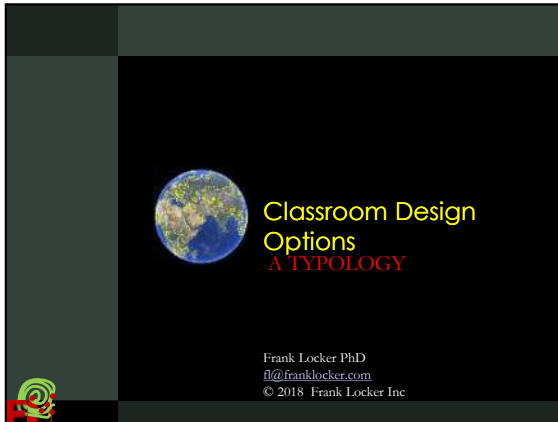 Classroom Design
Options
A TYPOLOGY
Frank Locker PhD
fl@franklocker.com
© 2018 Frank Locker Inc